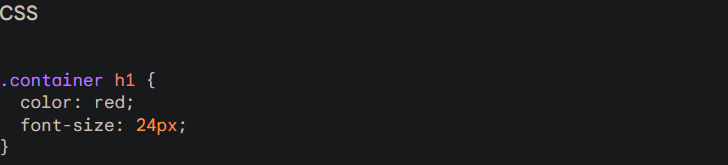 CSS
.container h1 {
  color: red;
  font-size: 24px;
}